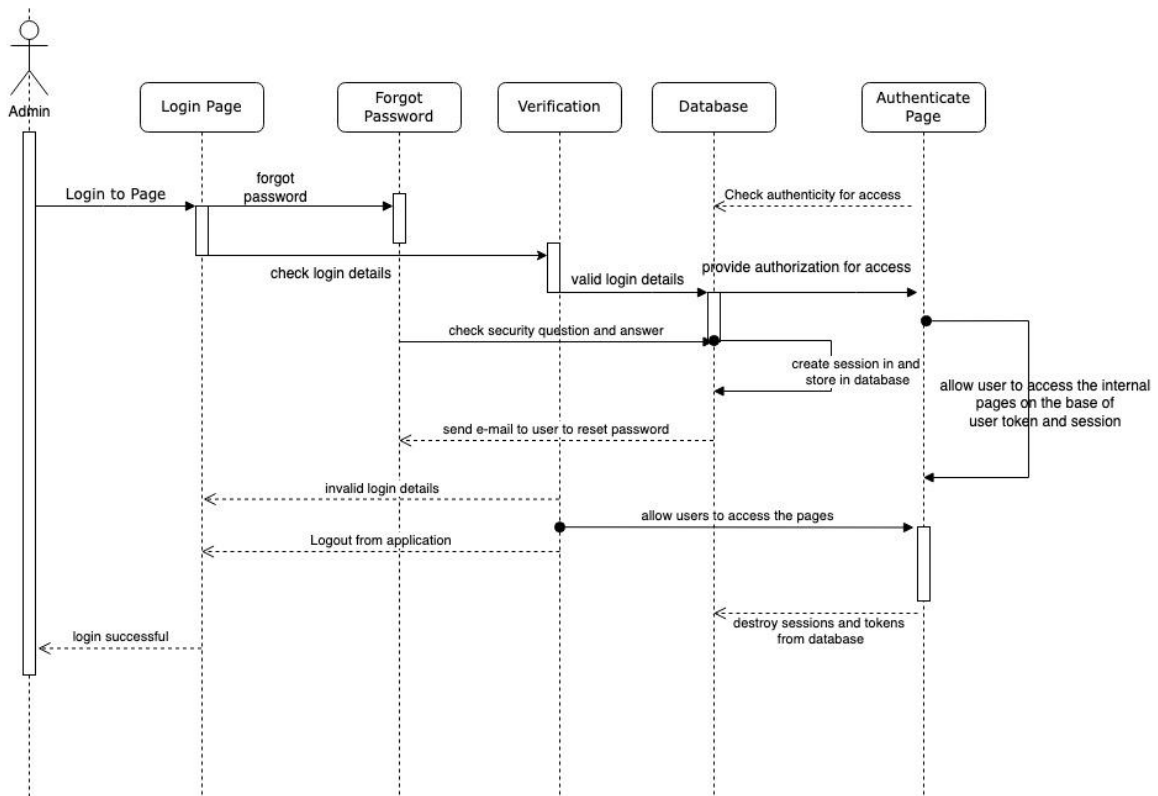 Admin
Login Page
Forgot
Password
Verification
Database
Authenticate
Page
Login to Page
forgot
password
Check authenticity for access
check login details
valid login details
provide authorization for access
check security question and answer
create session in and
store in database
allow user to access the internal
pages on the base of
user token and session
send e-mail to user to reset password
invalid login details
allow users to access the pages
Logout from application
destroy sessions and tokens
from database
login successful